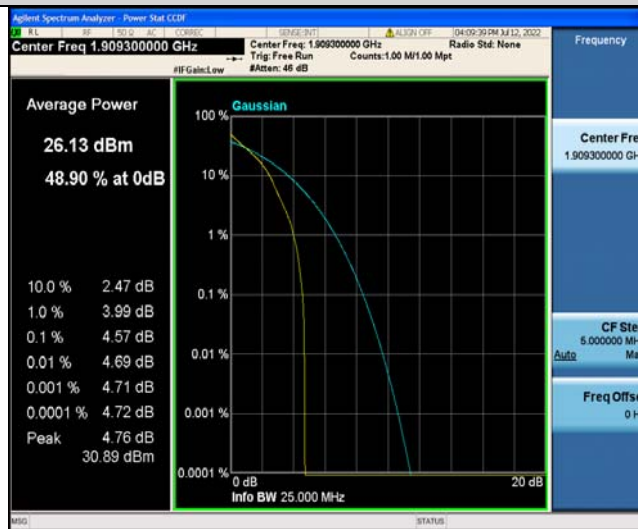 Agilent Spectrum Analyzer - Power Stat CCDF
RL RF 50 Ω AC CORREC SENSE:INT ALIGN OFF 04:09:39 PM Jul 12, 2022
Center Freq 1.909300000 GHz
Center Freq: 1.909300000 GHz Radio Std: None
Trig: Free Run Counts:1.00 M/1.00 Mpt
#IFGain:Low #Atten: 46 dB
Frequency
Average Power
26.13 dBm
48.90 % at 0dB
10.0 % 2.47 dB
1.0 % 3.99 dB
0.1 % 4.57 dB
0.01 % 4.69 dB
0.001 % 4.71 dB
0.0001 % 4.72 dB
Peak 4.76 dB
30.89 dBm
Gaussian
100 %
10 %
1 %
0.1 %
0.01 %
0.001 %
0.0001 %
0 dB 20 dB
Info BW 25.000 MHz
Center Fre
1.909300000 GH
CF Ste
5.000000 MH
Auto Ma
Freq Offse
0 H
MSG STATUS